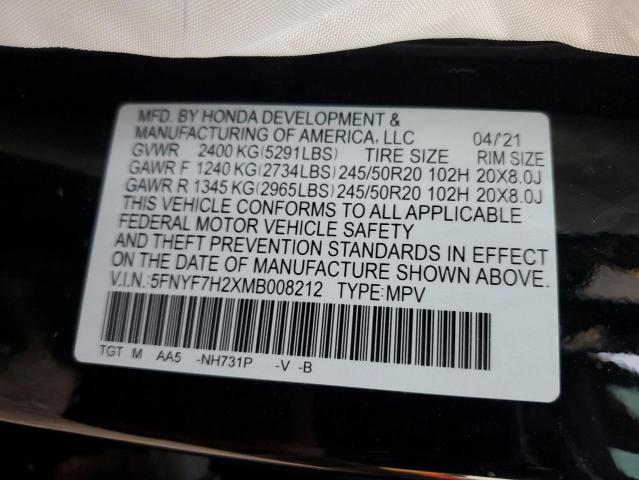 MFD. BY HONDA DEVELOPMENT &
MANUFACTURING OF AMERICA, LLC 04/'21
GVWR 2400 KG(5291LBS) TIRE SIZE RIM SIZE
GAWR F 1240 KG(2734LBS) 245/50R20 102H 20X8.0J
GAWR R 1345 KG(2965LBS) 245/50R20 102H 20X8.0J
THIS VEHICLE CONFORMS TO ALL APPLICABLE
FEDERAL MOTOR VEHICLE SAFETY
AND THEFT PREVENTION STANDARDS IN EFFECT
ON THE DATE OF MANUFACTURE SHOWN ABOVE.
V.I.N.:5FNYF7H2XMB008212 TYPE:MPV
TGT M AA5 -NH731P -V -B